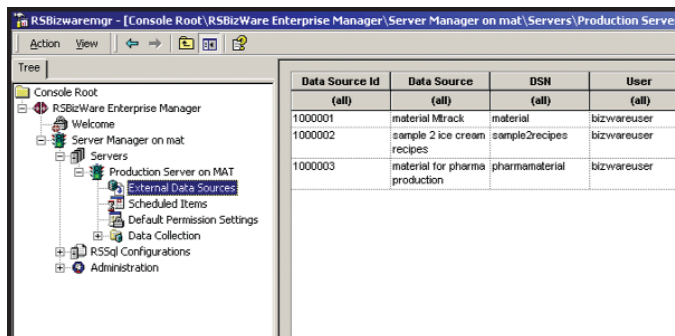 RSBizwaremgr - [Console Root\RSBizWare Enterprise Manager\Server Manager on mat\Servers\Production Serve
Action View
Tree
Console Root
RSBizWare Enterprise Manager
Welcome
Server Manager on mat
Servers
Production Server on MAT
External Data Sources
Scheduled Items
Default Permission Settings
Data Collection
RSSql Configurations
Administration
Data Source Id Data Source DSN User
(all) (all) (all) (all)
1000001 material Mtrack material bizwareuser
1000002 sample 2 ice cream sample2recipes bizwareuser
recipes
1000003 material for pharma pharmamaterial bizwareuser
production